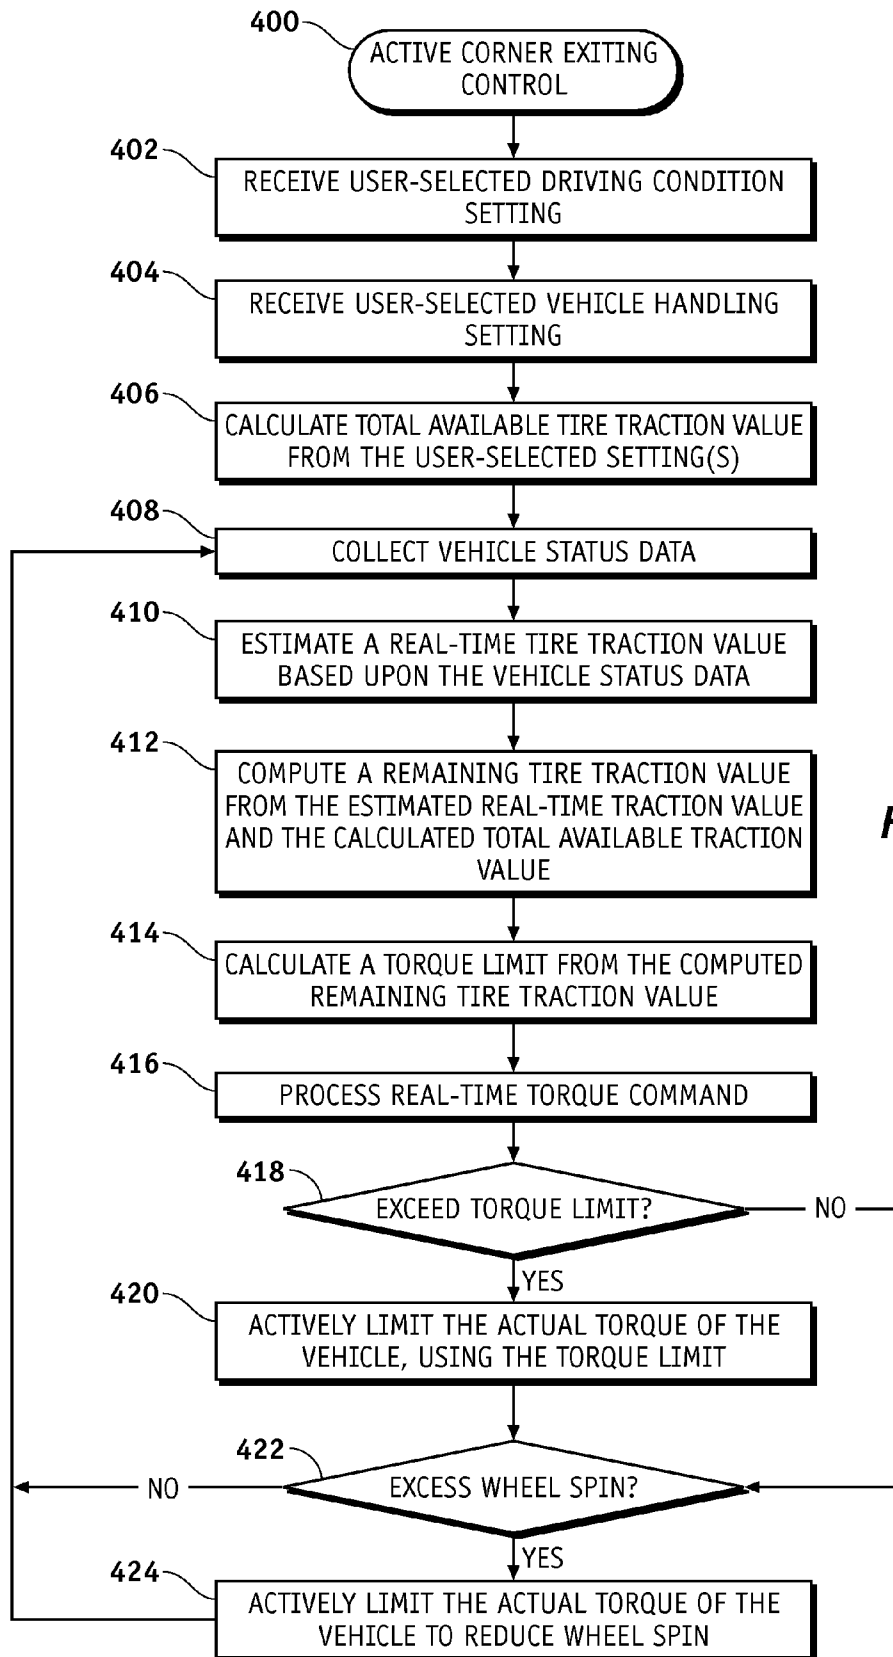 400
ACTIVE CORNER EXITING
CONTROL
402
RECEIVE USER-SELECTED DRIVING CONDITION
SETTING
404
RECEIVE USER-SELECTED VEHICLE HANDLING
SETTING
406
CALCULATE TOTAL AVAILABLE TIRE TRACTION VALUE
FROM THE USER-SELECTED SETTING(S)
408
COLLECT VEHICLE STATUS DATA
410
ESTIMATE A REAL-TIME TIRE TRACTION VALUE
BASED UPON THE VEHICLE STATUS DATA
412
COMPUTE A REMAINING TIRE TRACTION VALUE
FROM THE ESTIMATED REAL-TIME TRACTION VALUE
AND THE CALCULATED TOTAL AVAILABLE TRACTION
VALUE
414
CALCULATE A TORQUE LIMIT FROM THE COMPUTED
REMAINING TIRE TRACTION VALUE
416
PROCESS REAL-TIME TORQUE COMMAND
418
EXCEED TORQUE LIMIT?
NO
YES
420
ACTIVELY LIMIT THE ACTUAL TORQUE OF THE
VEHICLE, USING THE TORQUE LIMIT
422
EXCESS WHEEL SPIN?
NO
YES
424
ACTIVELY LIMIT THE ACTUAL TORQUE OF THE
VEHICLE TO REDUCE WHEEL SPIN